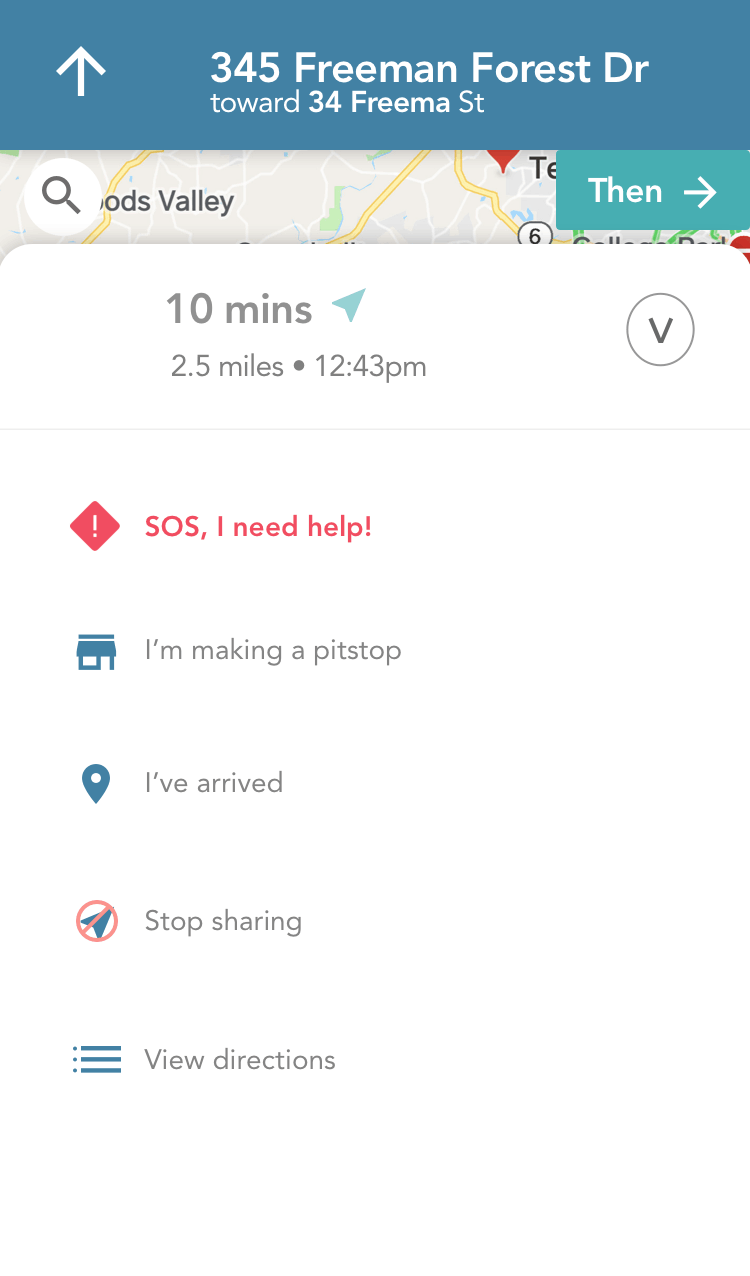 345 Freeman Forest Dr
toward 34 Freema St
Then
ods Valley
Te
6
10 mins
V
2.5 miles • 12:43pm
SOS, I need help!
I’m making a pitstop
I’ve arrived
Stop sharing
View directions